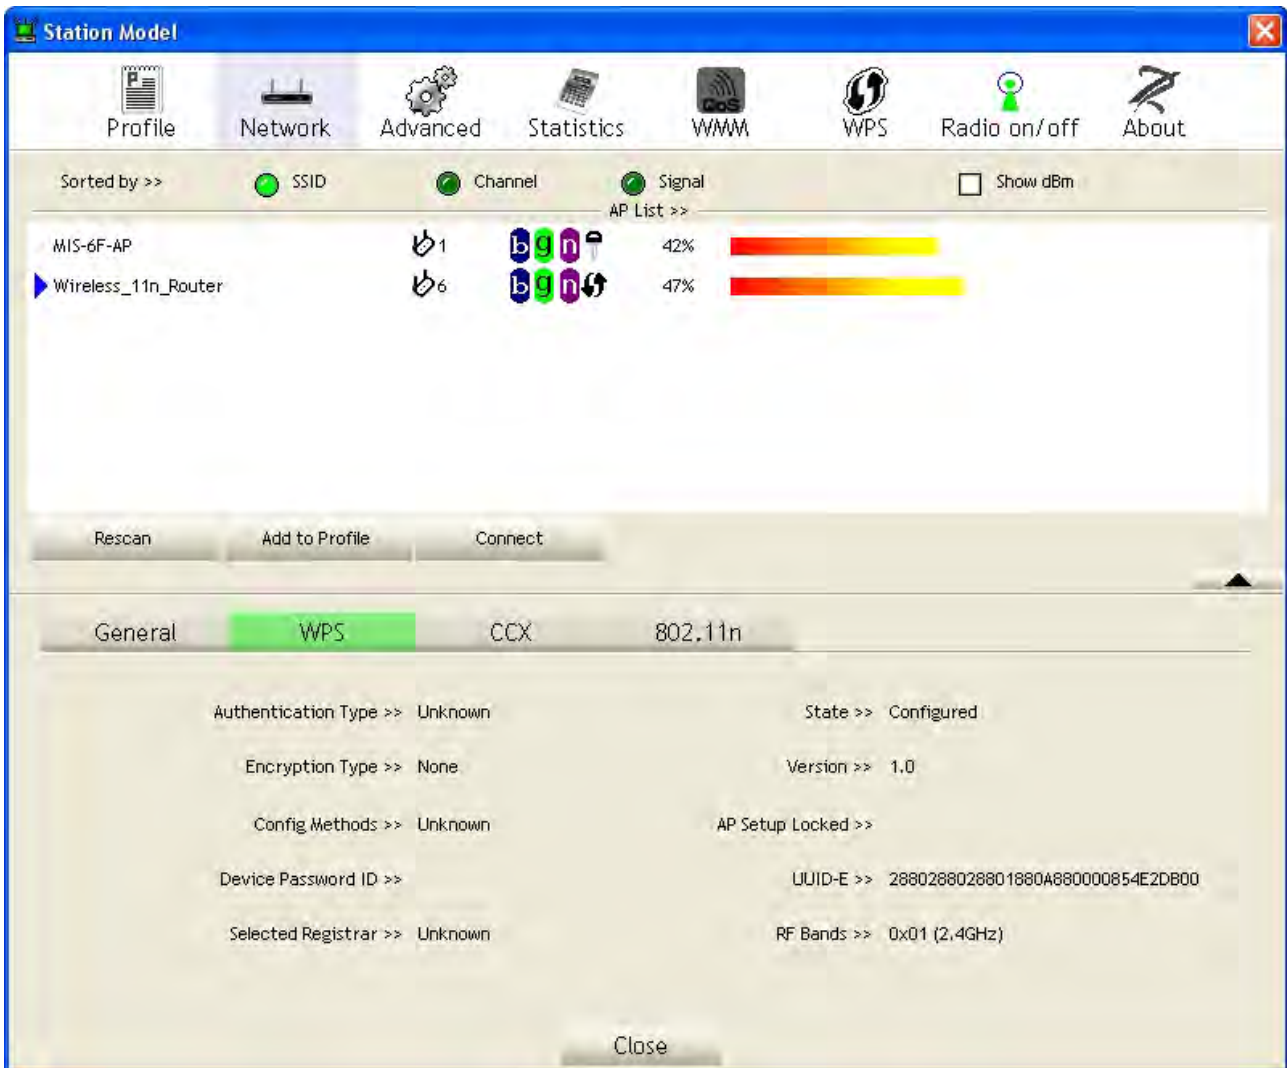 Station Model
Profile Network Advanced Statistics WMM WPS Radio on/off About
QoS
Sorted by >> SSID Channel Signal Show dBm
AP List >>
MIS-6F-AP 1 b g n 42%
Wireless_11n_Router 6 b g n 47%
Rescan Add to Profile Connect
General WPS CCX 802.11n
Authentication Type >> Unknown State >> Configured
Encryption Type >> None Version >> 1.0
Config Methods >> Unknown AP Setup Locked >>
Device Password ID >> UUID-E >> 2880288028801880A880000854E2DB00
Selected Registrar >> Unknown RF Bands >> 0x01 (2.4GHz)
Close